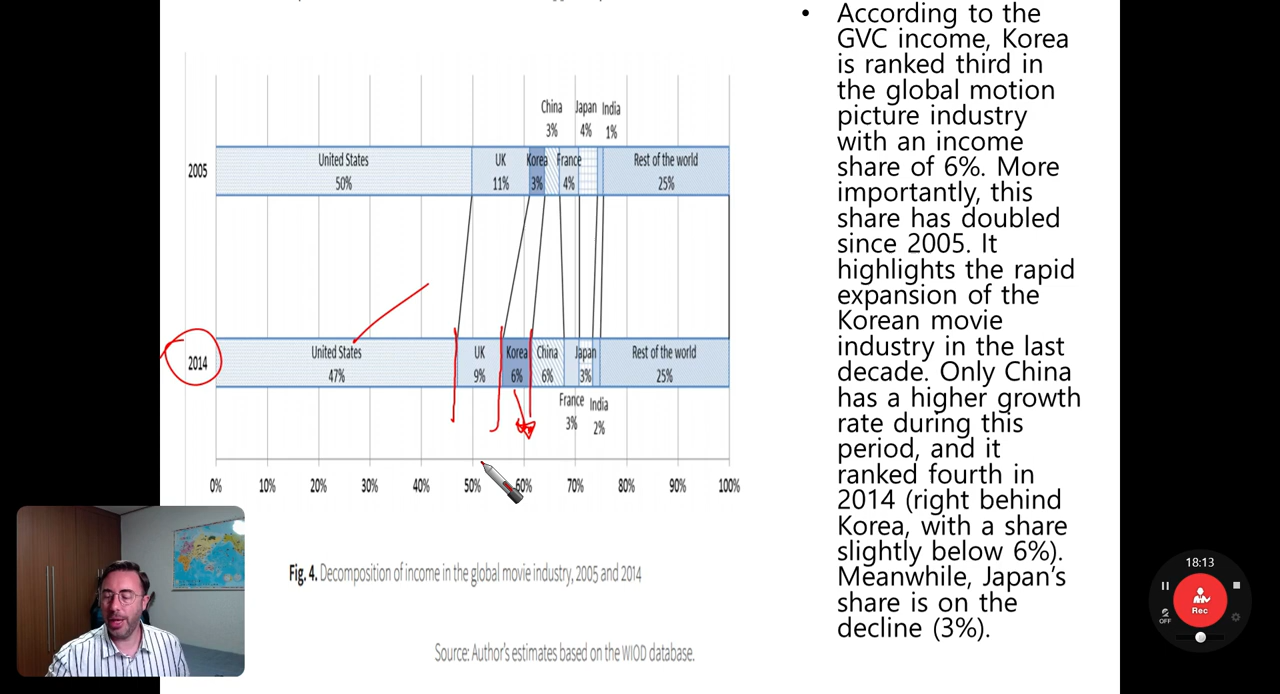 China Japan India
3% 4% 1%
2005
United States UK Korea France Rest of the world
50% 11% 3% 4% 25%
2014
United States UK Korea China Japan Rest of the world
47% 9% 6% 6% 3% 25%
France India
3% 2%
0% 10% 20% 30% 40% 50% 60% 70% 80% 90% 100%
Fig. 4. Decomposition of income in the global movie industry, 2005 and 2014
Source: Author's estimates based on the WIOD database.
• According to the
GVC income, Korea
is ranked third in
the global motion
picture industry
with an income
share of 6%. More
importantly, this
share has doubled
since 2005. It
highlights the rapid
expansion of the
Korean movie
industry in the last
decade. Only China
has a higher growth
rate during this
period, and it
ranked fourth in
2014 (right behind
Korea, with a share
slightly below 6%).
Meanwhile, Japan's
share is on the
decline (3%).
18:13
Rec
OFF